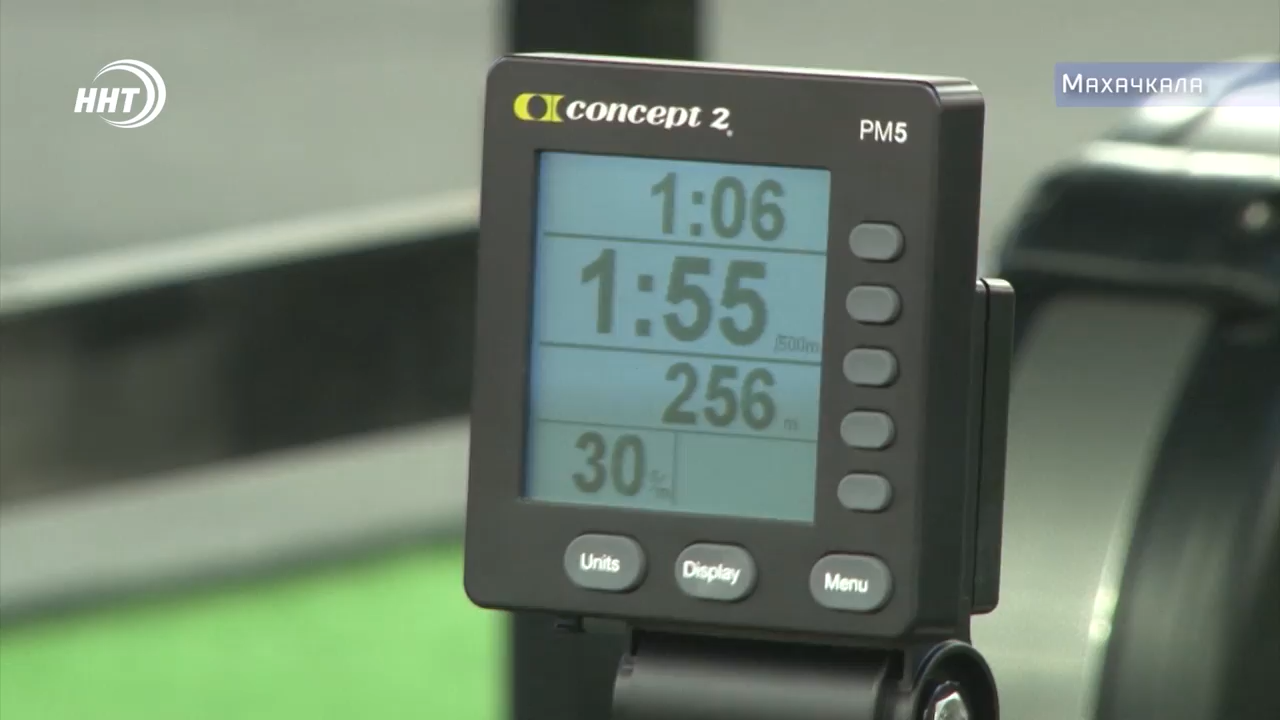 ННТ
МАХАЧКАЛА
concept 2
PM5
1:06
1:55 /500m
256 m
30 s/m
Units Display Menu